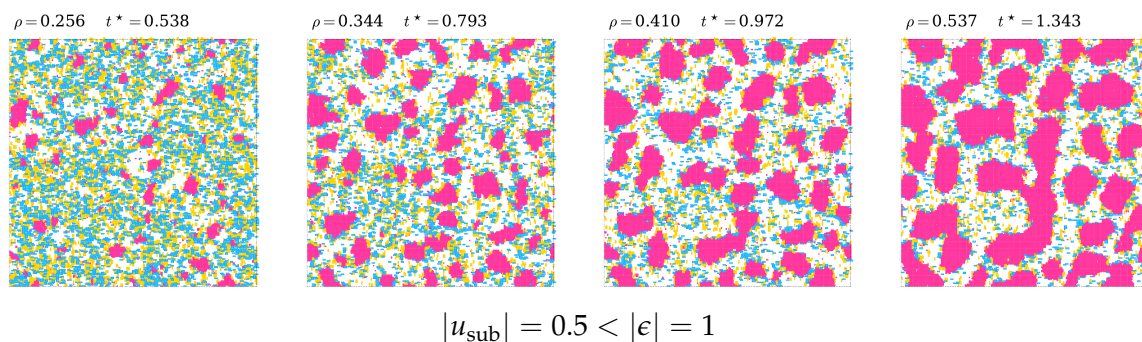 ρ = 0.256 t* = 0.538
ρ = 0.344 t* = 0.793
ρ = 0.410 t* = 0.972
ρ = 0.537 t* = 1.343
|u_sub| = 0.5 < |ϵ| = 1